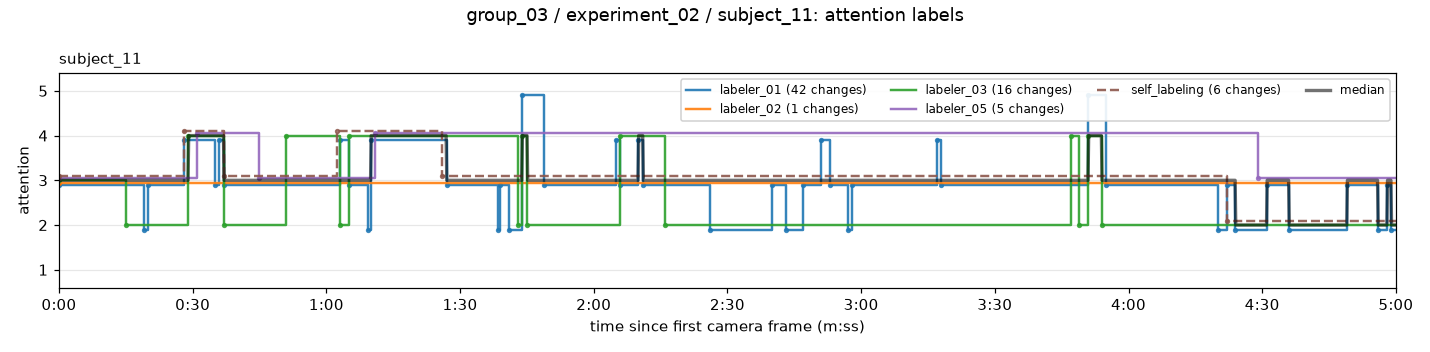 group_03 / experiment_02 / subject_11: attention labels
subject_11
labeler_01 (42 changes)
labeler_02 (1 changes)
labeler_03 (16 changes)
labeler_05 (5 changes)
self_labeling (6 changes)
median
attention
5
4
3
2
1
0:00 0:30 1:00 1:30 2:00 2:30 3:00 3:30 4:00 4:30 5:00
time since first camera frame (m:ss)